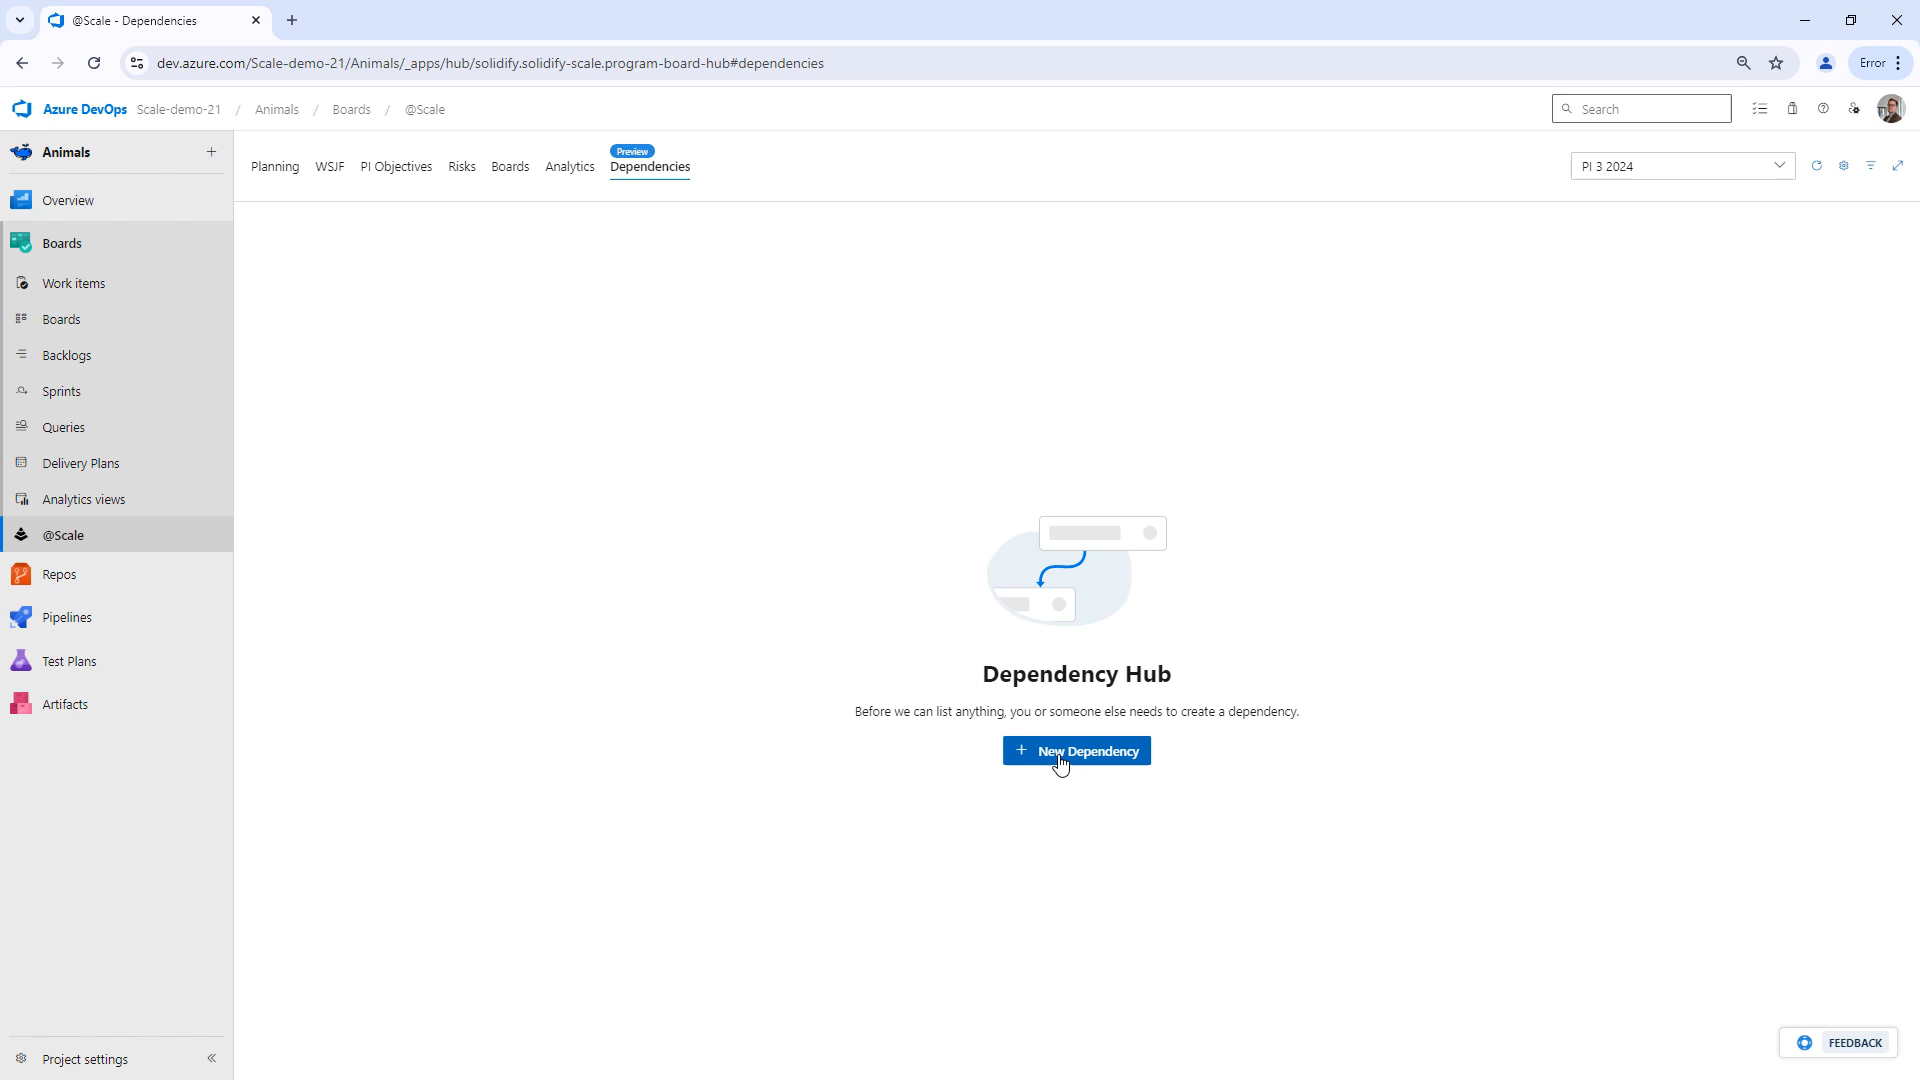 @Scale - Dependencies
dev.azure.com/Scale-demo-21/Animals/_apps/hub/solidify.solidify-scale.program-board-hub#dependencies
Error
Azure DevOps Scale-demo-21 / Animals / Boards / @Scale
Search
Animals
Overview
Boards
Work items
Boards
Backlogs
Sprints
Queries
Delivery Plans
Analytics views
@Scale
Repos
Pipelines
Test Plans
Artifacts
Project settings
Preview
Planning WSJF PI Objectives Risks Boards Analytics Dependencies
PI 3 2024
Dependency Hub
Before we can list anything, you or someone else needs to create a dependency.
+ New Dependency
FEEDBACK